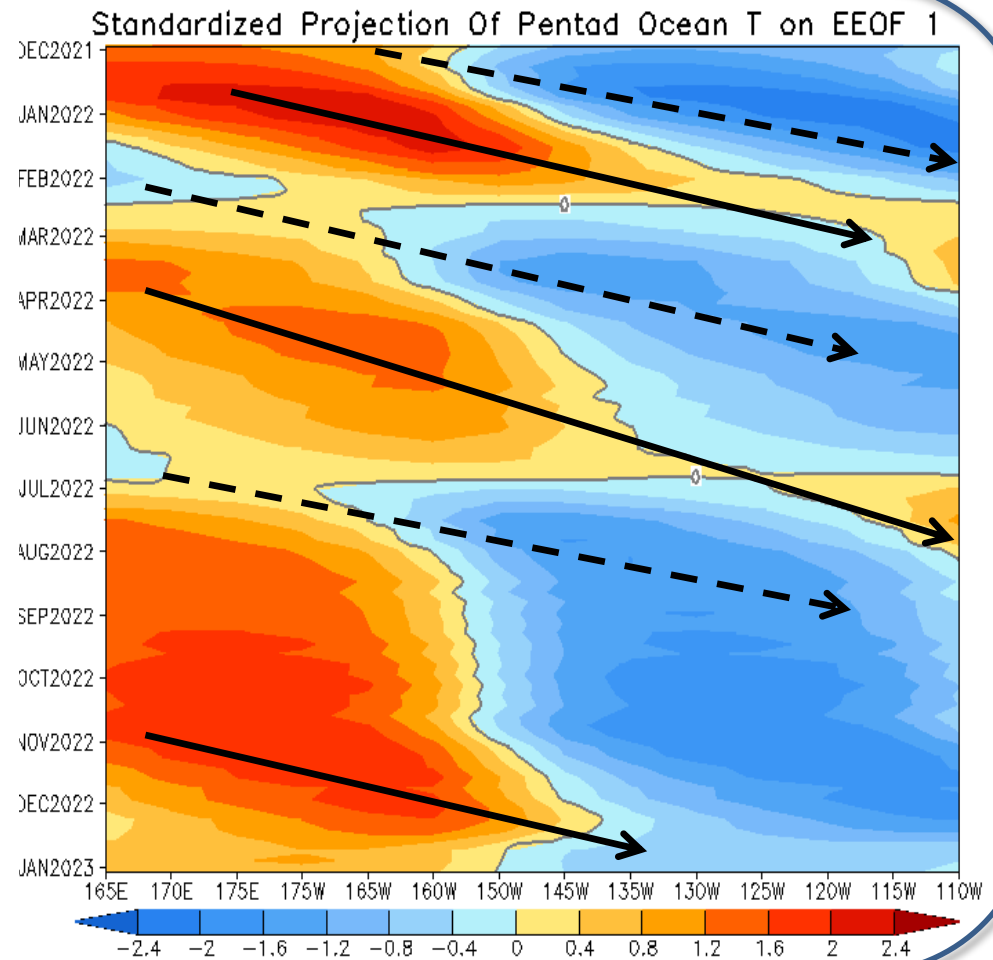 Standardized Projection Of Pentad Ocean T on EEOF 1
DEC2021
JAN2022
FEB2022
0
MAR2022
APR2022
MAY2022
JUN2022
0
JUL2022
AUG2022
SEP2022
OCT2022
NOV2022
DEC2022
JAN2023
165E 170E 175E 175W 165W 160W 150W 145W 135W 130W 125W 120W 115W 110W
-2.4 -2 -1.6 -1.2 -0.8 -0.4 0 0.4 0.8 1.2 1.6 2 2.4